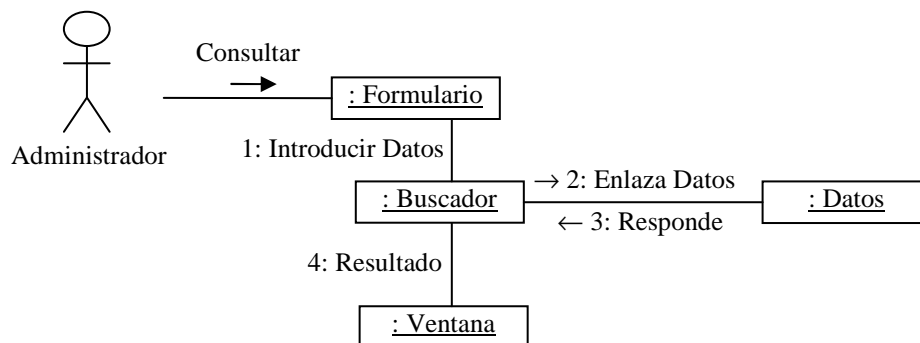 Consultar
: Formulario
Administrador
1: Introducir Datos
: Buscador
→ 2: Enlaza Datos
: Datos
← 3: Responde
4: Resultado
: Ventana